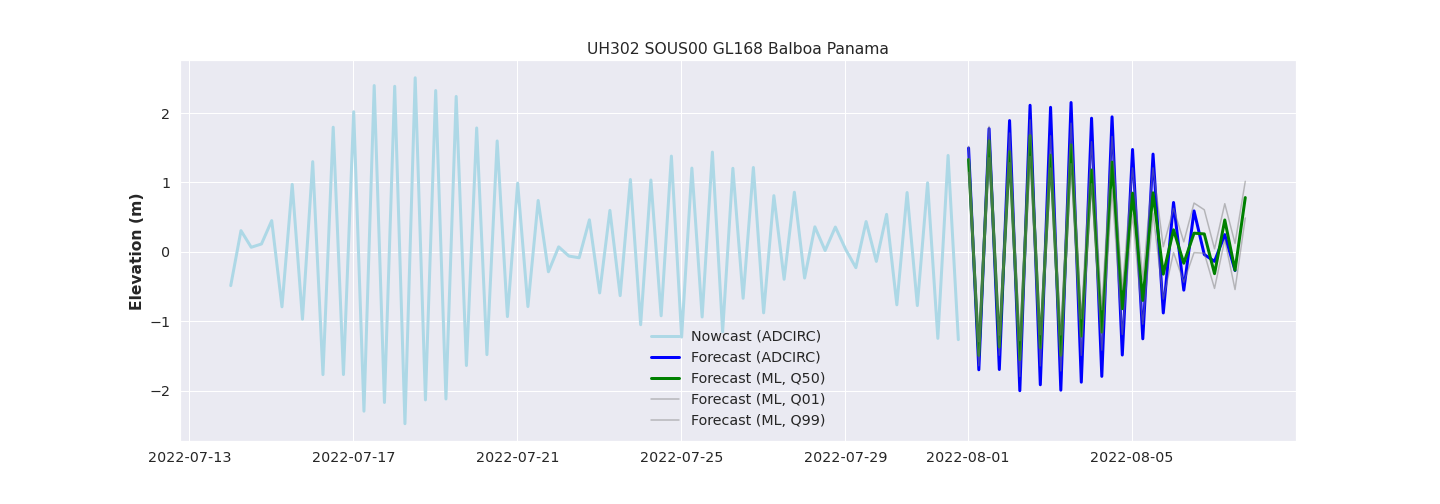 UH302 SOUS00 GL168 Balboa Panama
Elevation (m)
2
1
0
−1
−2
Nowcast (ADCIRC)
Forecast (ADCIRC)
Forecast (ML, Q50)
Forecast (ML, Q01)
Forecast (ML, Q99)
2022-07-13 2022-07-17 2022-07-21 2022-07-25 2022-07-29 2022-08-01 2022-08-05